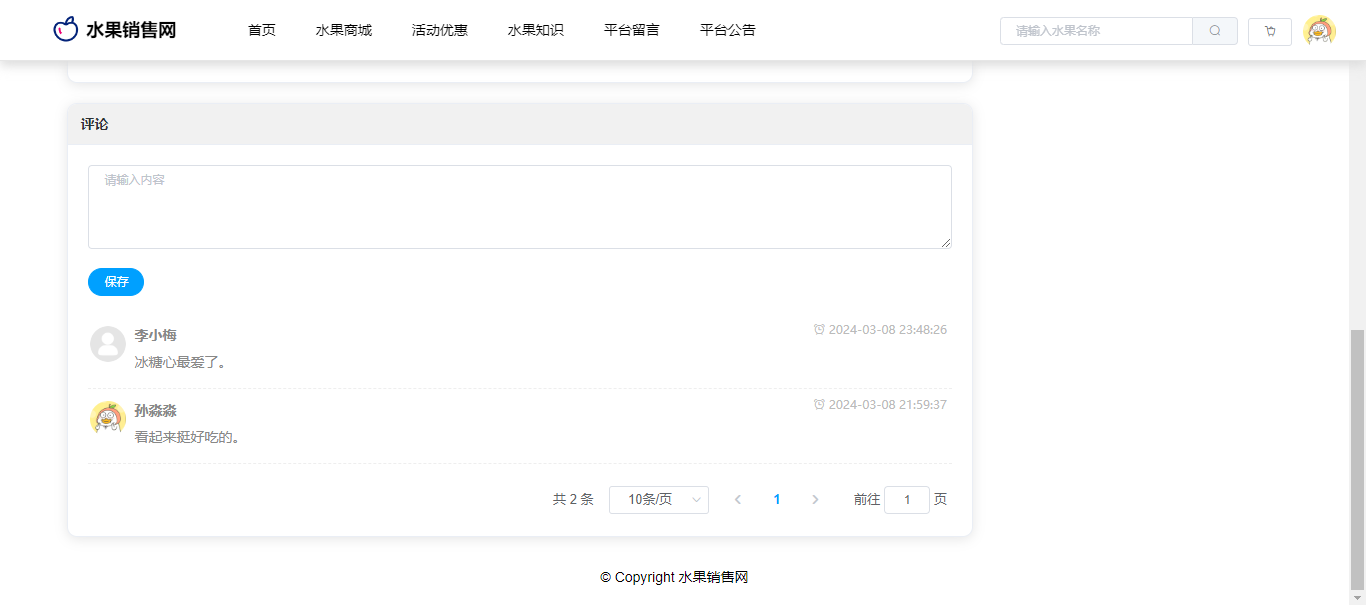 水果销售网 首页 水果商城 活动优惠 水果知识 平台留言 平台公告 请输入水果名称
评论
请输入内容
保存
李小梅 2024-03-08 23:48:26
冰糖心最爱了。
孙淼淼 2024-03-08 21:59:37
看起来挺好吃的。
共 2 条 10条/页 1 前往 1 页
© Copyright 水果销售网